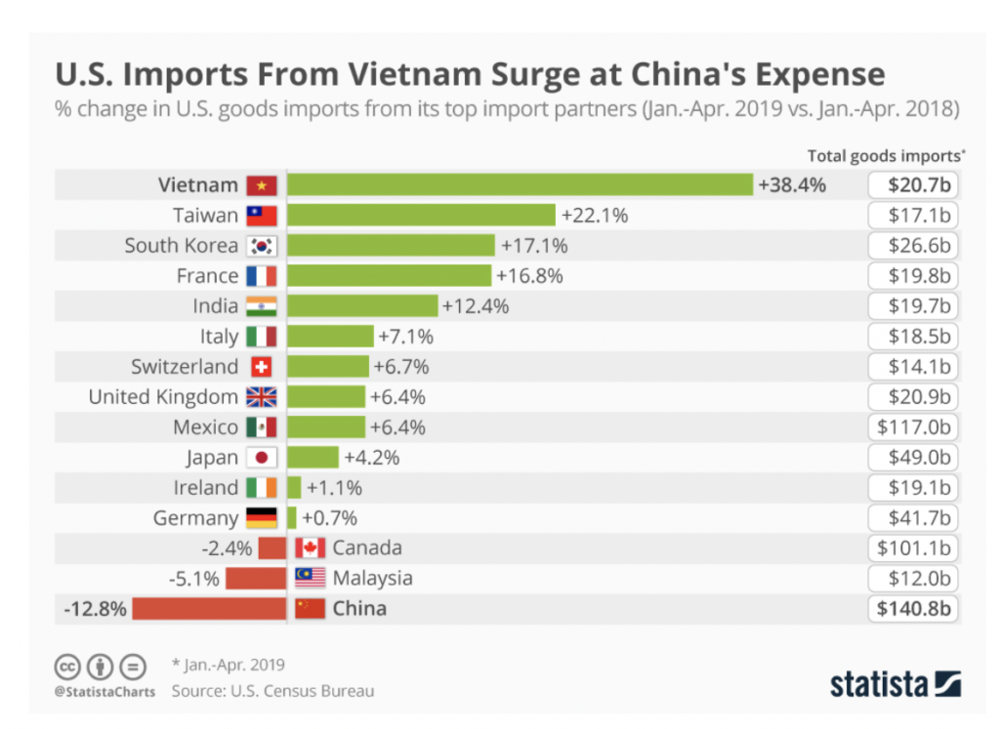 U.S. Imports From Vietnam Surge at China's Expense
% change in U.S. goods imports from its top import partners (Jan.-Apr. 2019 vs. Jan.-Apr. 2018)
Total goods imports*
Vietnam +38.4% $20.7b
Taiwan +22.1% $17.1b
South Korea +17.1% $26.6b
France +16.8% $19.8b
India +12.4% $19.7b
Italy +7.1% $18.5b
Switzerland +6.7% $14.1b
United Kingdom +6.4% $20.9b
Mexico +6.4% $117.0b
Japan +4.2% $49.0b
Ireland +1.1% $19.1b
Germany +0.7% $41.7b
-2.4% Canada $101.1b
-5.1% Malaysia $12.0b
-12.8% China $140.8b
cc
* Jan.-Apr. 2019
@StatistaCharts Source: U.S. Census Bureau
statista